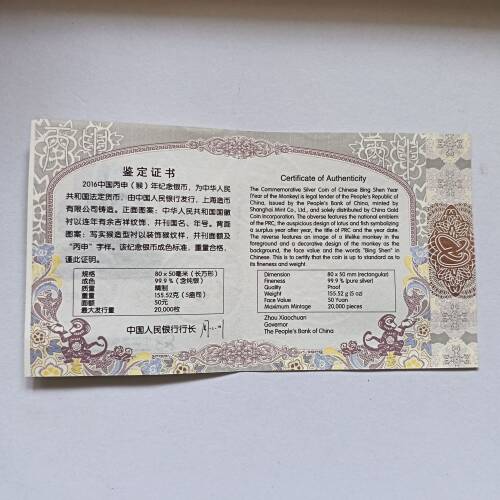 鉴定证书
2016中国丙申（猴）年纪念银币，为中华人民
共和国法定货币，由中国人民银行发行，上海造币
有限公司铸造。正面图案：中华人民共和国国徽
衬以连年有余吉祥纹饰，并刊国名、年号。背面
图案：写实猴造型衬以装饰猴纹样，并刊面额及
“丙申”字样。该纪念银币成色标准，重量合格，
谨此证明。
规格 80 x 50毫米（长方形）
成色 99.9％（含纯银）
质量 精制
重量 155.52克（5盎司）
面额 50元
最大发行量 20,000枚
中国人民银行行长
Certificate of Authenticity
The Commemorative Silver Coin of Chinese Bing Shen Year
(Year of the Monkey) is legal tender of the People's Republic of
China, issued by the People's Bank of China, minted by
Shanghai Mint Co., Ltd., and solely distributed by China Gold
Coin Incorporation. The obverse features the national emblem
of the PRC, the auspicious design of lotus and fish symbolizing
a surplus year after year, the title of PRC and the year date.
The reverse features an image of a lifelike monkey in the
foreground and a decorative design of the monkey as the
background, the face value and the words "Bing Shen" in
Chinese. This is to certify that the coin is up to standard as to
its fineness and weight.
Dimension 80 x 50 mm (rectangular)
Fineness 99.9 % (pure silver)
Quality Proof
Weight 155.52 g (5 oz)
Face Value 50 Yuan
Maximum Mintage 20,000 pieces
Zhou Xiaochuan
Governor
The People's Bank of China